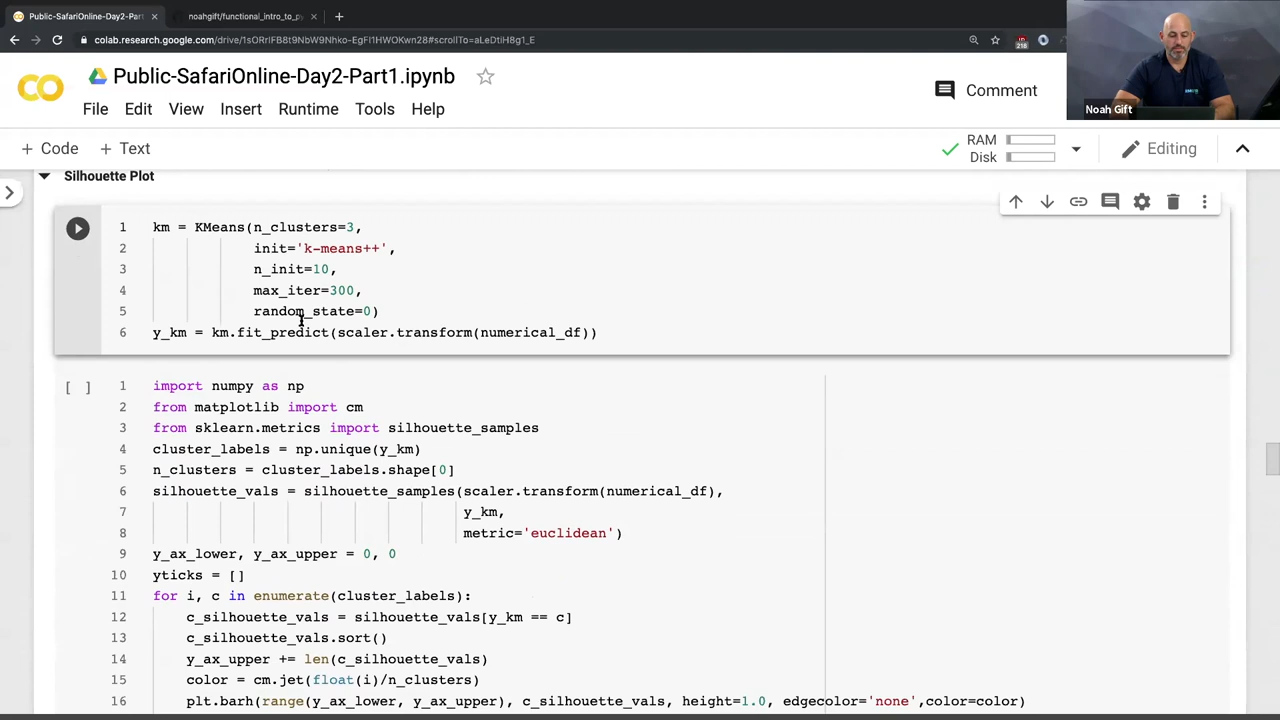 Public-SafariOnline-Day2-Part
noahgift/functional_intro_to_p
colab.research.google.com/drive/1sORrlFB8t9NbW9Nhko-EgFl1HWOKwn28#scrollTo=aLeDtiH8g1_E
218
Noah Gift
Public-SafariOnline-Day2-Part1.ipynb
Comment
File Edit View Insert Runtime Tools Help
+ Code + Text
RAM
Disk
Editing
Silhouette Plot
1 km = KMeans(n_clusters=3,
2 init='k-means++',
3 n_init=10,
4 max_iter=300,
5 random_state=0)
6 y_km = km.fit_predict(scaler.transform(numerical_df))
[ ] 1 import numpy as np
2 from matplotlib import cm
3 from sklearn.metrics import silhouette_samples
4 cluster_labels = np.unique(y_km)
5 n_clusters = cluster_labels.shape[0]
6 silhouette_vals = silhouette_samples(scaler.transform(numerical_df),
7 y_km,
8 metric='euclidean')
9 y_ax_lower, y_ax_upper = 0, 0
10 yticks = []
11 for i, c in enumerate(cluster_labels):
12 c_silhouette_vals = silhouette_vals[y_km == c]
13 c_silhouette_vals.sort()
14 y_ax_upper += len(c_silhouette_vals)
15 color = cm.jet(float(i)/n_clusters)
16 plt.barh(range(y_ax_lower, y_ax_upper), c_silhouette_vals, height=1.0, edgecolor='none',color=color)